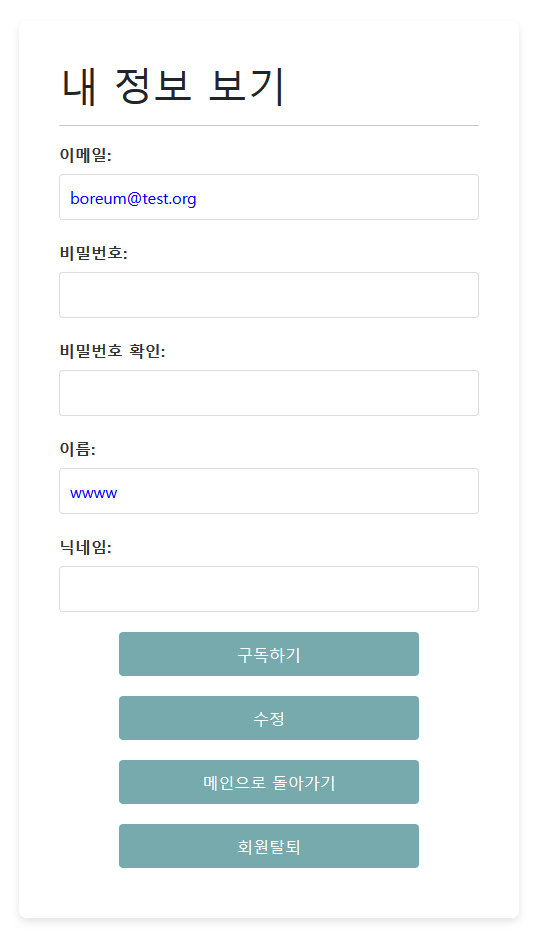 내 정보 보기
이메일:
boreum@test.org
비밀번호:
비밀번호 확인:
이름:
wwww
닉네임:
구독하기
수정
메인으로 돌아가기
회원탈퇴